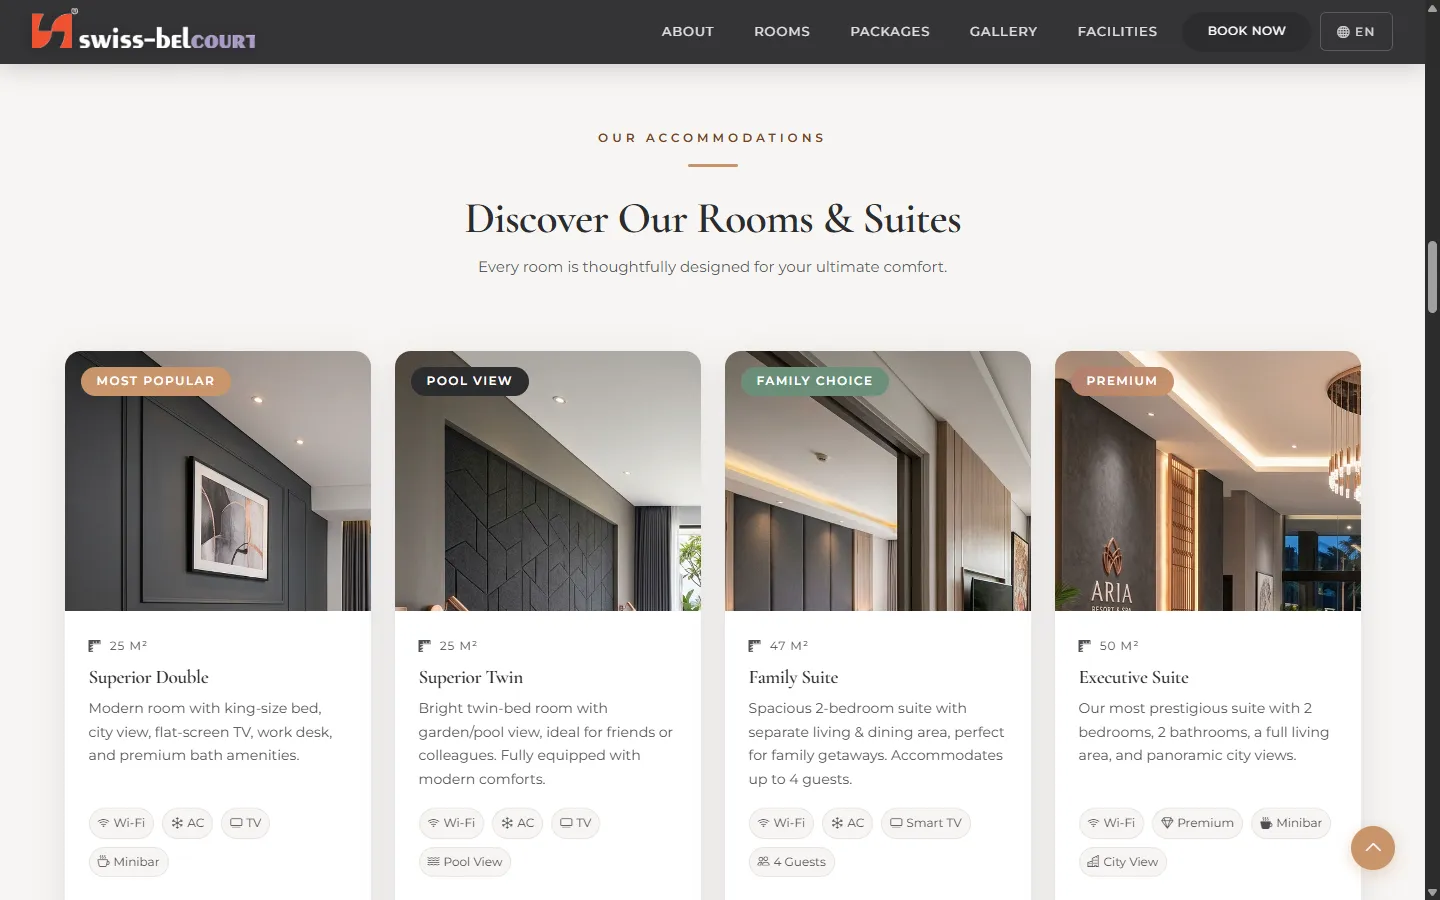 swiss-belcourt
ABOUT
ROOMS
PACKAGES
GALLERY
FACILITIES
BOOK NOW
EN
OUR ACCOMMODATIONS
Discover Our Rooms & Suites
Every room is thoughtfully designed for your ultimate comfort.
MOST POPULAR
25 M²
Superior Double
Modern room with king-size bed,
city view, flat-screen TV, work desk,
and premium bath amenities.
Wi-Fi
AC
TV
Minibar
POOL VIEW
25 M²
Superior Twin
Bright twin-bed room with
garden/pool view, ideal for friends or
colleagues. Fully equipped with
modern comforts.
Wi-Fi
AC
TV
Pool View
FAMILY CHOICE
47 M²
Family Suite
Spacious 2-bedroom suite with
separate living & dining area, perfect
for family getaways. Accommodates
up to 4 guests.
Wi-Fi
AC
Smart TV
4 Guests
PREMIUM
ARIA
RESORT & SPA
50 M²
Executive Suite
Our most prestigious suite with 2
bedrooms, 2 bathrooms, a full living
area, and panoramic city views.
Wi-Fi
Premium
Minibar
City View